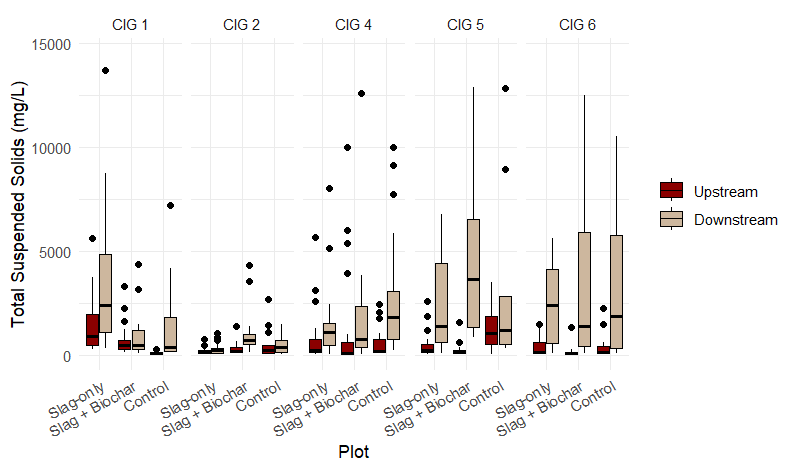 CIG 1 CIG 2 CIG 4 CIG 5 CIG 6
15000
10000
5000
0
Total Suspended Solids (mg/L)
Slag-only Slag + Biochar Control Slag-only Slag + Biochar Control Slag-only Slag + Biochar Control Slag-only Slag + Biochar Control Slag-only Slag + Biochar Control
Plot
Upstream
Downstream